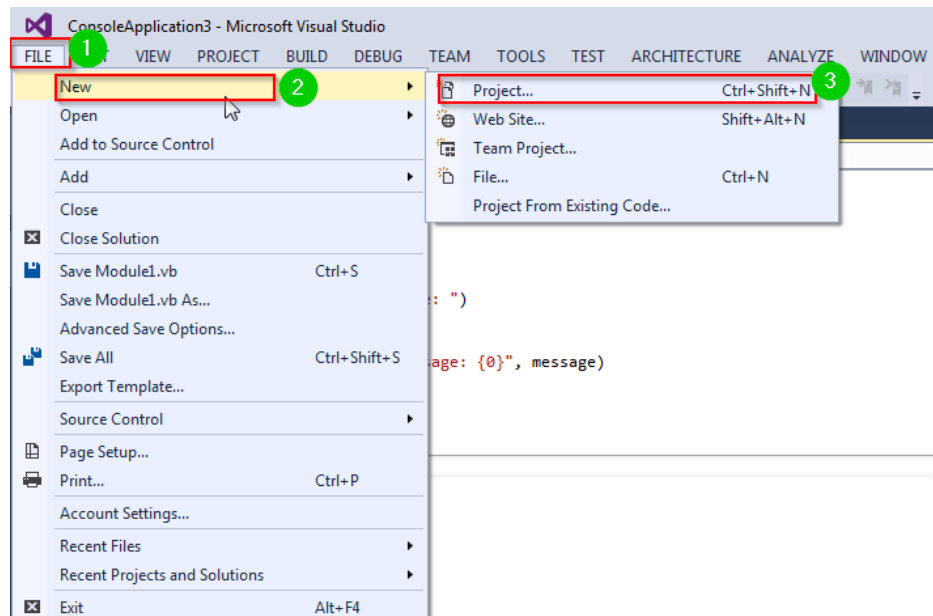 ConsoleApplication3 - Microsoft Visual Studio
FILE 1 VIEW PROJECT BUILD DEBUG TEAM TOOLS TEST ARCHITECTURE ANALYZE WINDOW
New 2
Project... Ctrl+Shift+N 3
Open
Web Site... Shift+Alt+N
Add to Source Control
Team Project...
Add
File... Ctrl+N
Close
Project From Existing Code...
Close Solution
Save Module1.vb Ctrl+S
Save Module1.vb As...
: ")
Advanced Save Options...
Save All Ctrl+Shift+S
age: {0}", message)
Export Template...
Source Control
Page Setup...
Print... Ctrl+P
Account Settings...
Recent Files
Recent Projects and Solutions
Exit Alt+F4